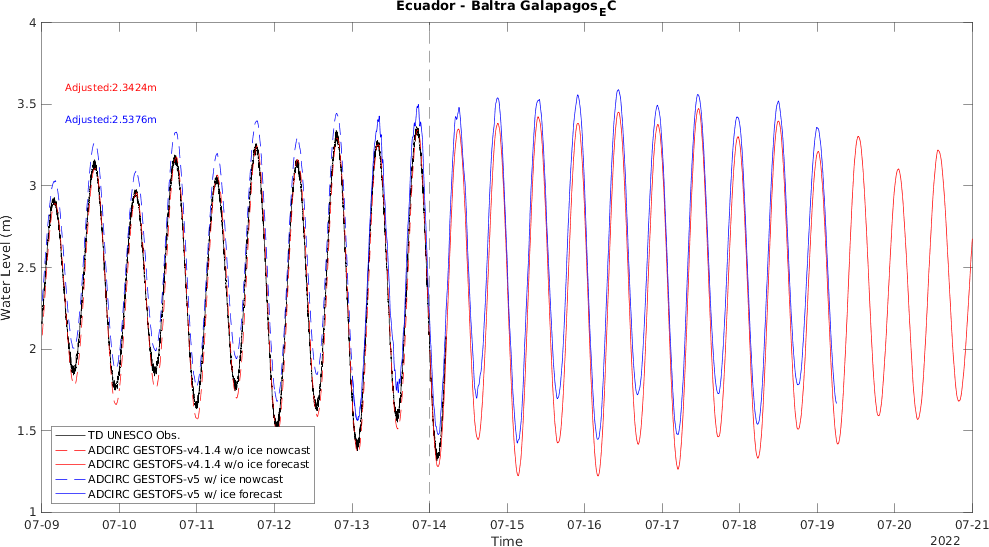 Ecuador - Baltra Galapagos_EC
4
Adjusted:2.3424m
3.5
Adjusted:2.5376m
3
2.5
Water Level (m)
2
1.5
TD UNESCO Obs.
ADCIRC GESTOFS-v4.1.4 w/o ice nowcast
ADCIRC GESTOFS-v4.1.4 w/o ice forecast
ADCIRC GESTOFS-v5 w/ ice nowcast
ADCIRC GESTOFS-v5 w/ ice forecast
1
07-09 07-10 07-11 07-12 07-13 07-14 07-15 07-16 07-17 07-18 07-19 07-20 07-21
Time
2022